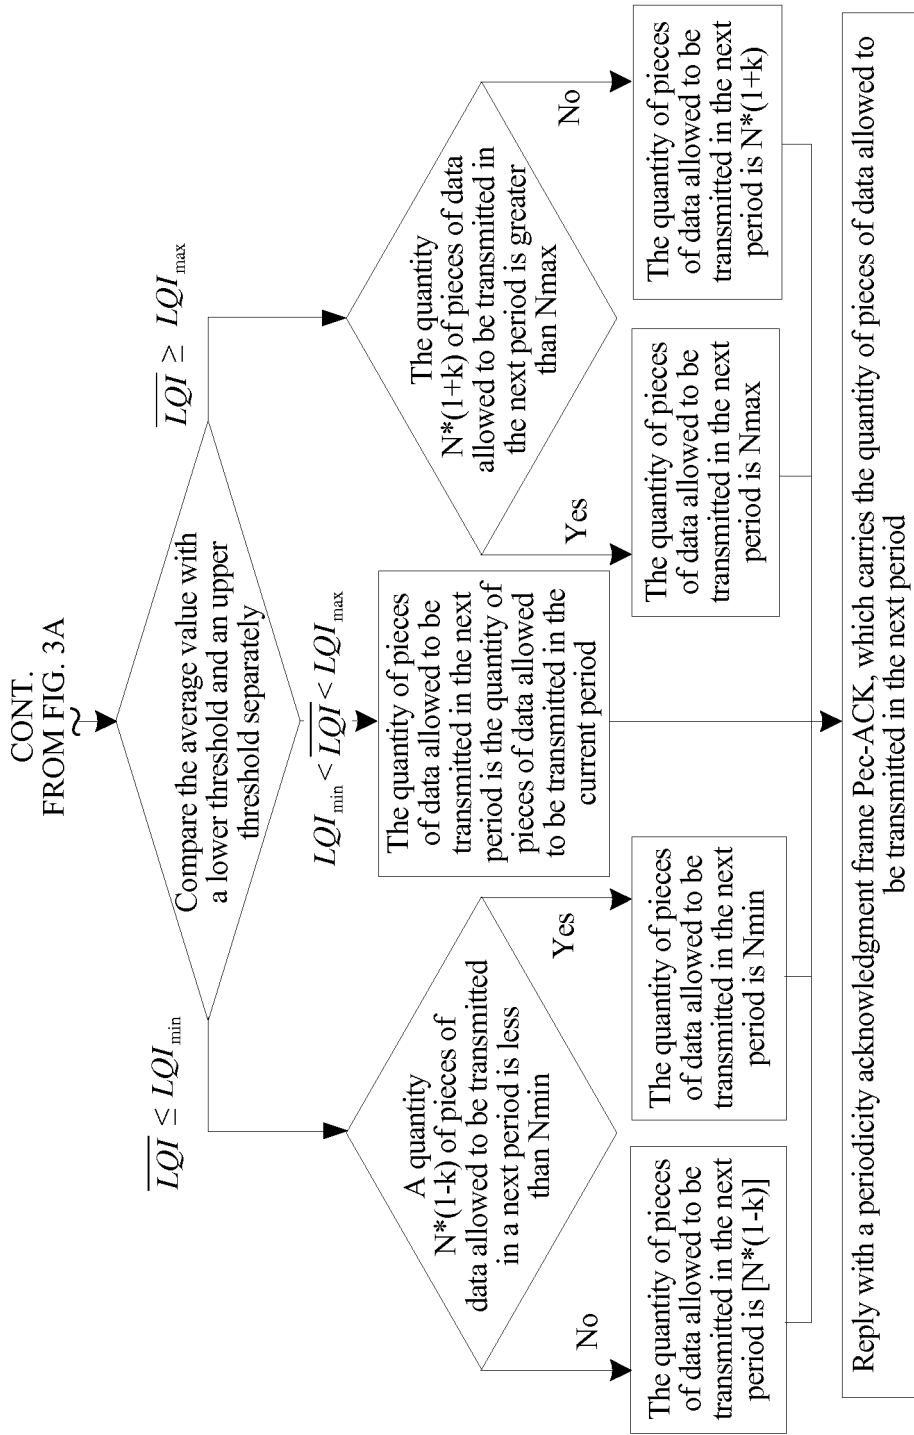 CONT.
FROM FIG. 3A
Compare the average value with
a lower threshold and an upper
threshold separately
LQI ≤ LQI min
LQI min < LQI < LQI max
LQI ≥ LQI max
A quantity
N*(1-k) of pieces of
data allowed to be transmitted
in a next period is less
than Nmin
No
Yes
The quantity of pieces
of data allowed to be
transmitted in the next
period is [N*(1-k)]
The quantity of pieces
of data allowed to be
transmitted in the next
period is Nmin
The quantity of pieces
of data allowed to be
transmitted in the next
period is the quantity of
pieces of data allowed
to be transmitted in the
current period
The quantity
N*(1+k) of pieces of data
allowed to be transmitted in
the next period is greater
than Nmax
Yes
No
The quantity of pieces
of data allowed to be
transmitted in the next
period is Nmax
The quantity of pieces
of data allowed to be
transmitted in the next
period is N*(1+k)
Reply with a periodicity acknowledgment frame Pec-ACK, which carries the quantity of pieces of data allowed to
be transmitted in the next period